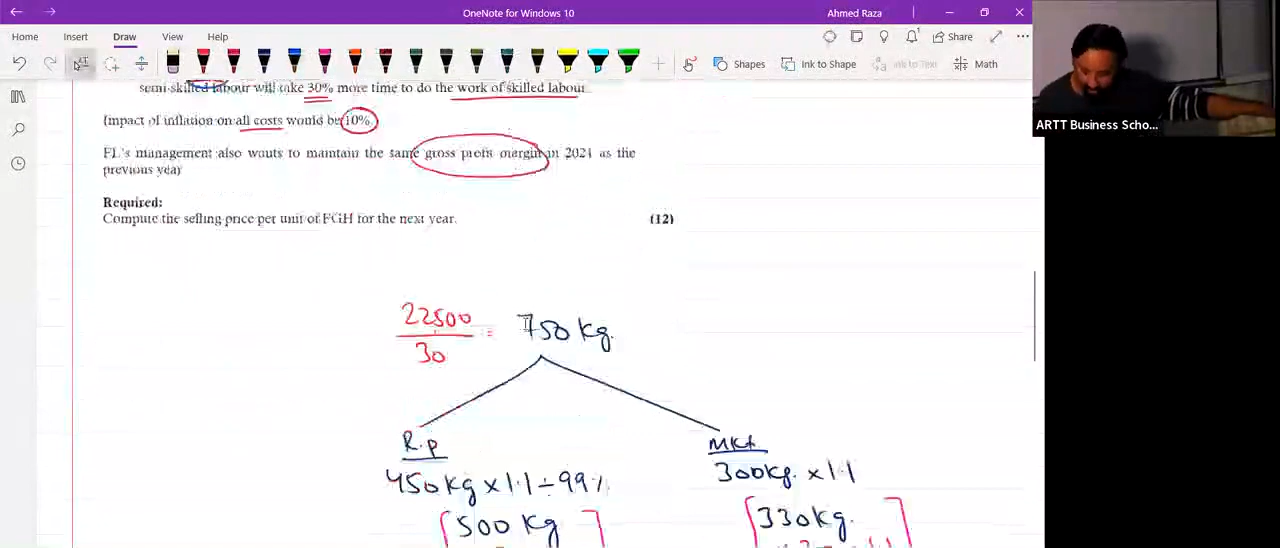 OneNote for Windows 10
Ahmed Raza
Home Insert Draw View Help
Share
Shapes
Ink to Shape
Ink to Text
Math
ARTT Business Scho...
semi-skilled labour will take 30% more time to do the work of skilled labour
Impact of inflation on all costs would be 10%.
FL's management also wants to maintain the same gross profit margin in 2021 as the
previous year
Required:
Compute the selling price per unit of FGH for the next year.
(12)
22500
30
= 750 kg.
R.p
MKt
450kg x 1.1 ÷ 99%
300kg. x 1.1
500 kg
330kg.